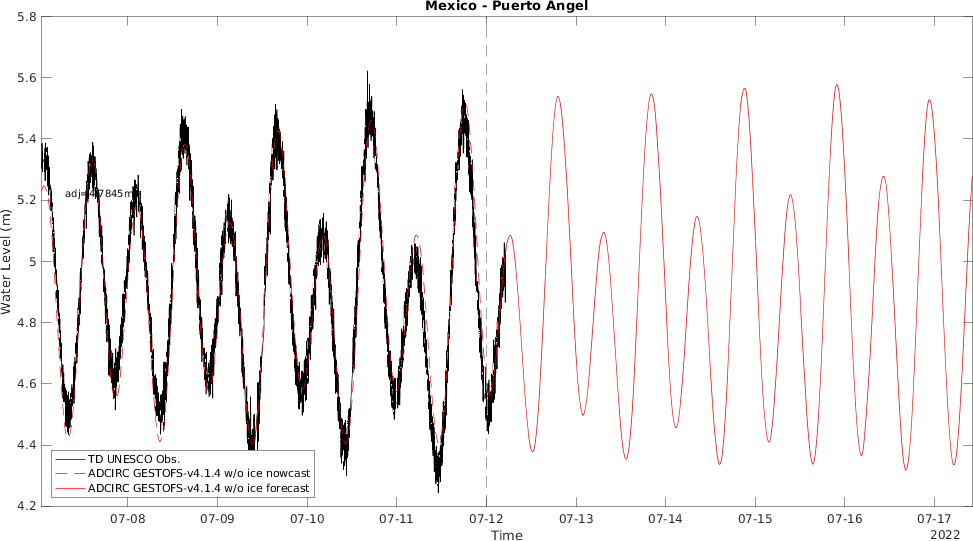 Mexico - Puerto Angel
5.8
5.6
5.4
5.2
5
4.8
4.6
4.4
4.2
Water Level (m)
adj=4.7845m
TD UNESCO Obs.
ADCIRC GESTOFS-v4.1.4 w/o ice nowcast
ADCIRC GESTOFS-v4.1.4 w/o ice forecast
07-08 07-09 07-10 07-11 07-12 07-13 07-14 07-15 07-16 07-17
2022
Time